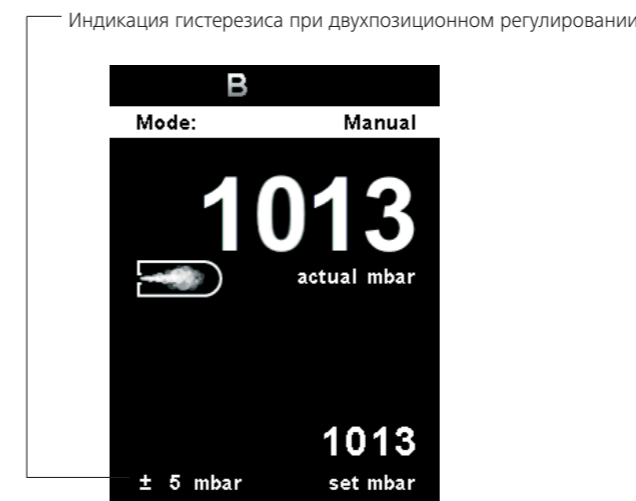 Индикация гистерезиса при двухпозиционном регулировании
B
Mode: Manual
1013
actual mbar
1013
± 5 mbar set mbar